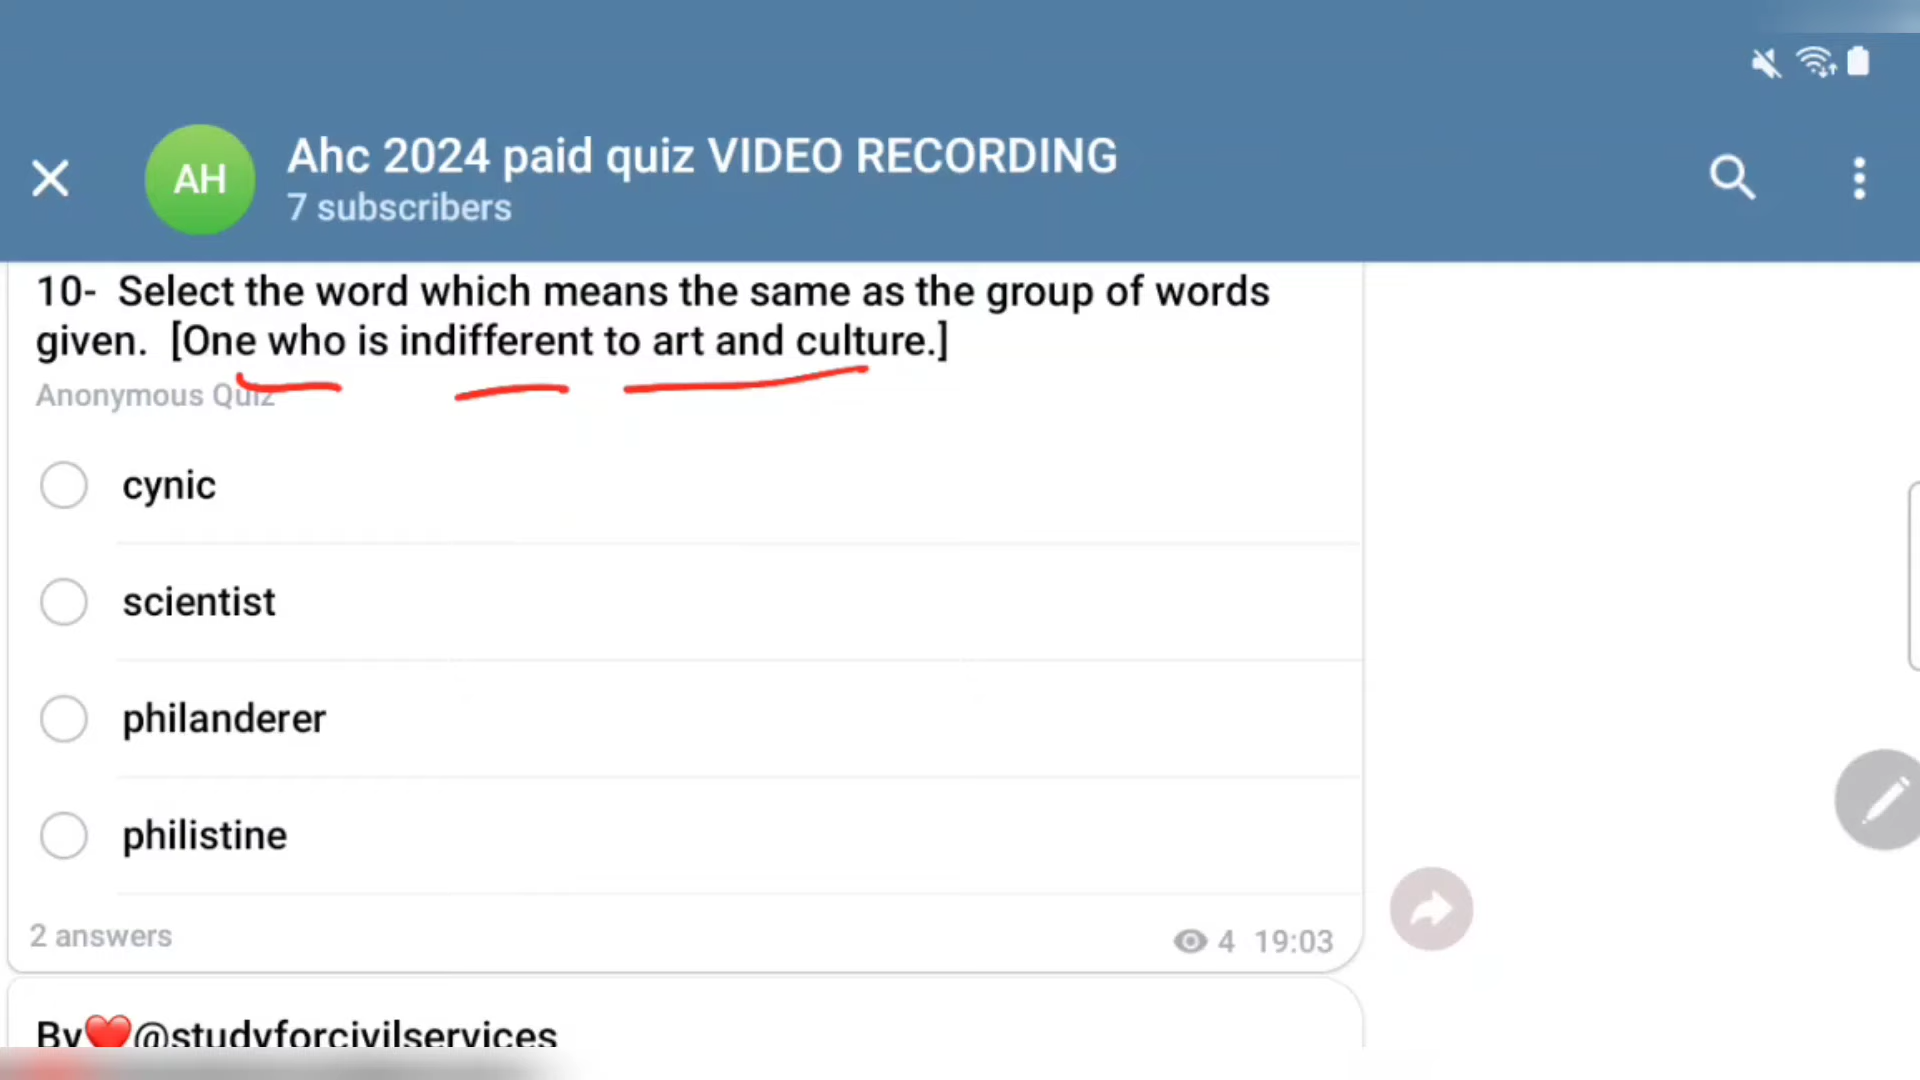 Ahc 2024 paid quiz VIDEO RECORDING
AH
7 subscribers
10- Select the word which means the same as the group of words
given. [One who is indifferent to art and culture.]
Anonymous Quiz
cynic
scientist
philanderer
philistine
2 answers
4 19:03
By❤️@studyforcivilservices